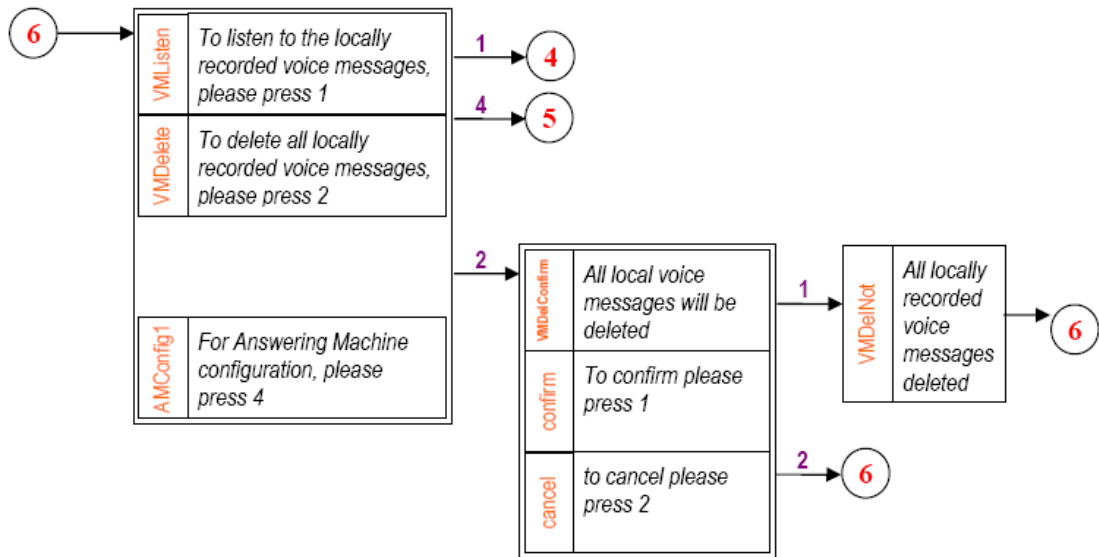 6
VMListen
To listen to the locally
recorded voice messages,
please press 1
1
4
4
5
VMDelete
To delete all locally
recorded voice messages,
please press 2
2
AMConfig1
For Answering Machine
configuration, please
press 4
VMDelConfirm
All local voice
messages will be
deleted
1
VMDelNot
All locally
recorded
voice
messages
deleted
6
confirm
To confirm please
press 1
cancel
to cancel please
press 2
2
6